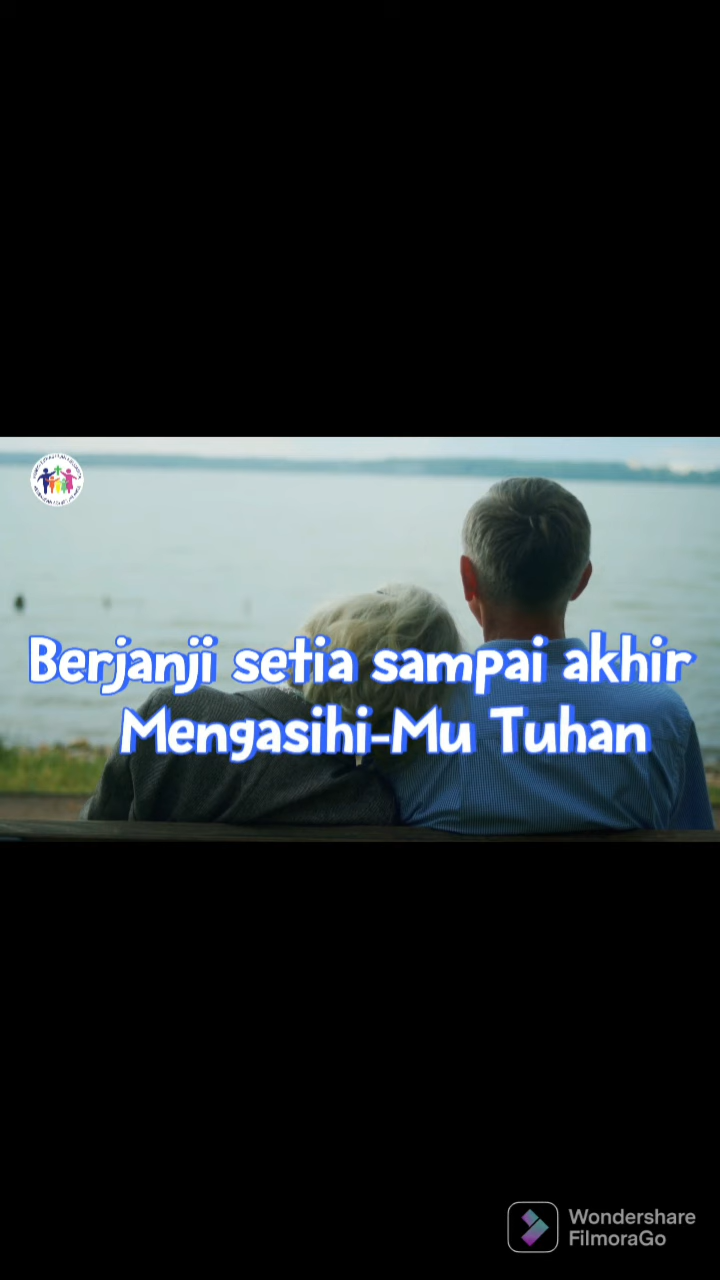 Berjanji setia sampai akhir
Mengasihi-Mu Tuhan
Wondershare
FilmoraGo